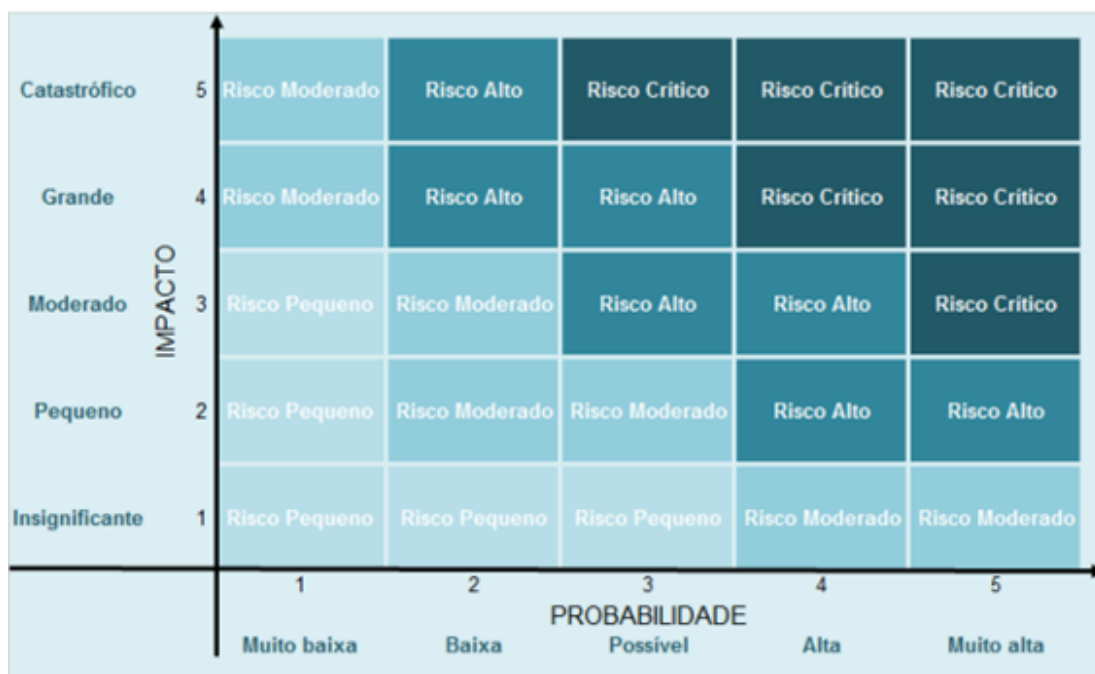 Catastrófico 5 Risco Moderado Risco Alto Risco Crítico Risco Crítico Risco Crítico
Grande 4 Risco Moderado Risco Alto Risco Alto Risco Crítico Risco Crítico
IMPACTO
Moderado 3 Risco Pequeno Risco Moderado Risco Alto Risco Alto Risco Crítico
Pequeno 2 Risco Pequeno Risco Moderado Risco Moderado Risco Alto Risco Alto
Insignificante 1 Risco Pequeno Risco Pequeno Risco Pequeno Risco Moderado Risco Moderado
1 2 3 4 5
PROBABILIDADE
Muito baixa Baixa Possível Alta Muito alta